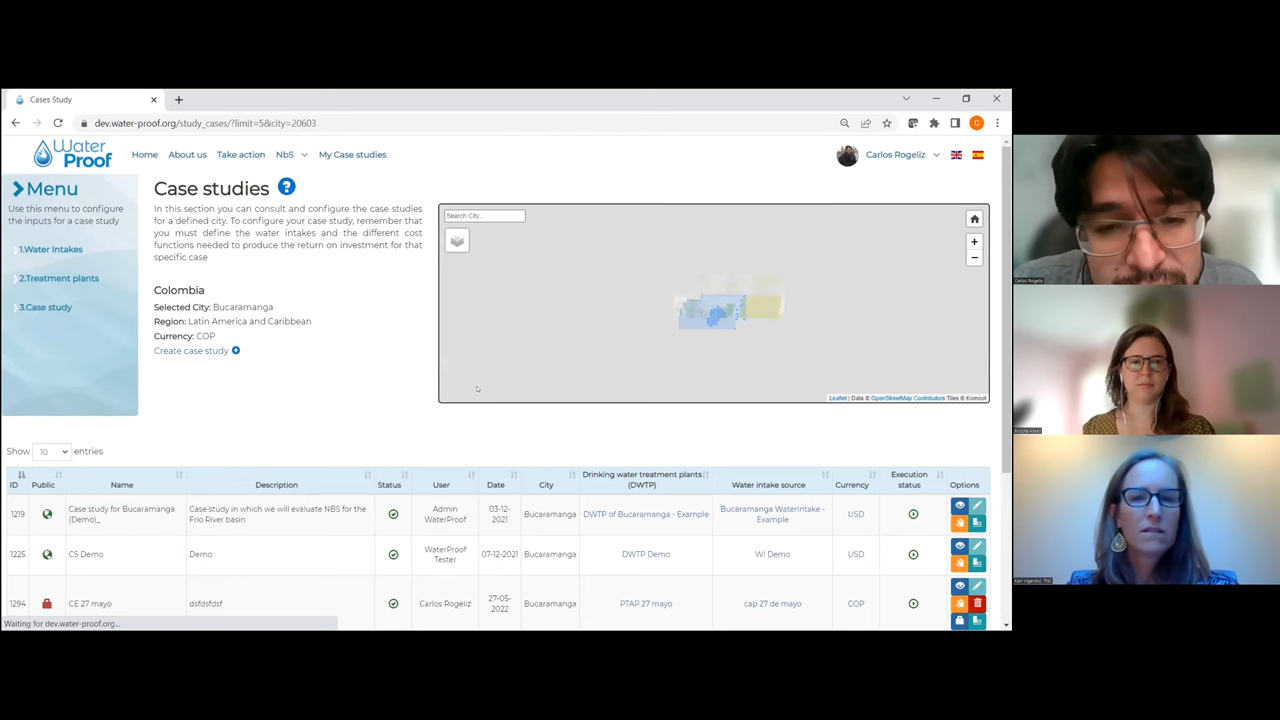 Cases Study
dev.water-proof.org/study_cases/?limit=5&city=20603
Water
Proof
Home
About us
Take action
NbS
My Case studies
Carlos Rogeliz
Menu
Use this menu to configure
the inputs for a case study
1.Water Intakes
2.Treatment plants
3.Case study
Case studies ?
In this section you can consult and configure the case studies
for a defined city. To configure your case study, remember that
you must define the water intakes and the different cost
functions needed to produce the return on investment for that
specific case
Colombia
Selected City: Bucaramanga
Region: Latin America and Caribbean
Currency: COP
Create case study
Search City...
+
−
Leaflet | Data © OpenStreetMap Contributors Tiles © Komoot
Show 10 entries
ID
Public
Name
Description
Status
User
Date
City
Drinking water treatment plants
(DWTP)
Water intake source
Currency
Execution
status
Options
1219
Case study for Bucaramanga
(Demo)_
Case study in which we will evaluate NBS for the
Frio River basin
Admin
WaterProof
03-12-
2021
Bucaramanga
DWTP of Bucaramanga - Example
Bucaramanga WaterIntake -
Example
USD
1225
CS Demo
Demo
WaterProof
Tester
07-12-2021
Bucaramanga
DWTP Demo
WI Demo
USD
1294
CE 27 mayo
dsfdsfdsf
Carlos Rogeliz
27-05-
2022
Bucaramanga
PTAP 27 mayo
cap 27 de mayo
COP
Waiting for dev.water-proof.org...
C
Carlos Rogeliz
Kari Vigerstol, TNC